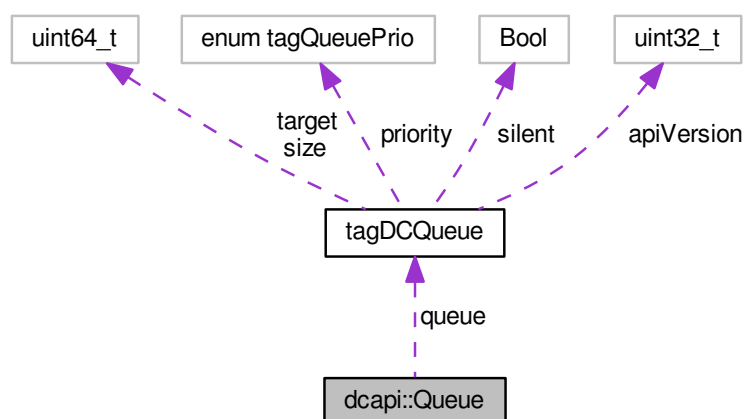 uint64_t
enum tagQueuePrio
Bool
uint32_t
target
size
priority
silent
apiVersion
tagDCQueue
queue
dcapi::Queue